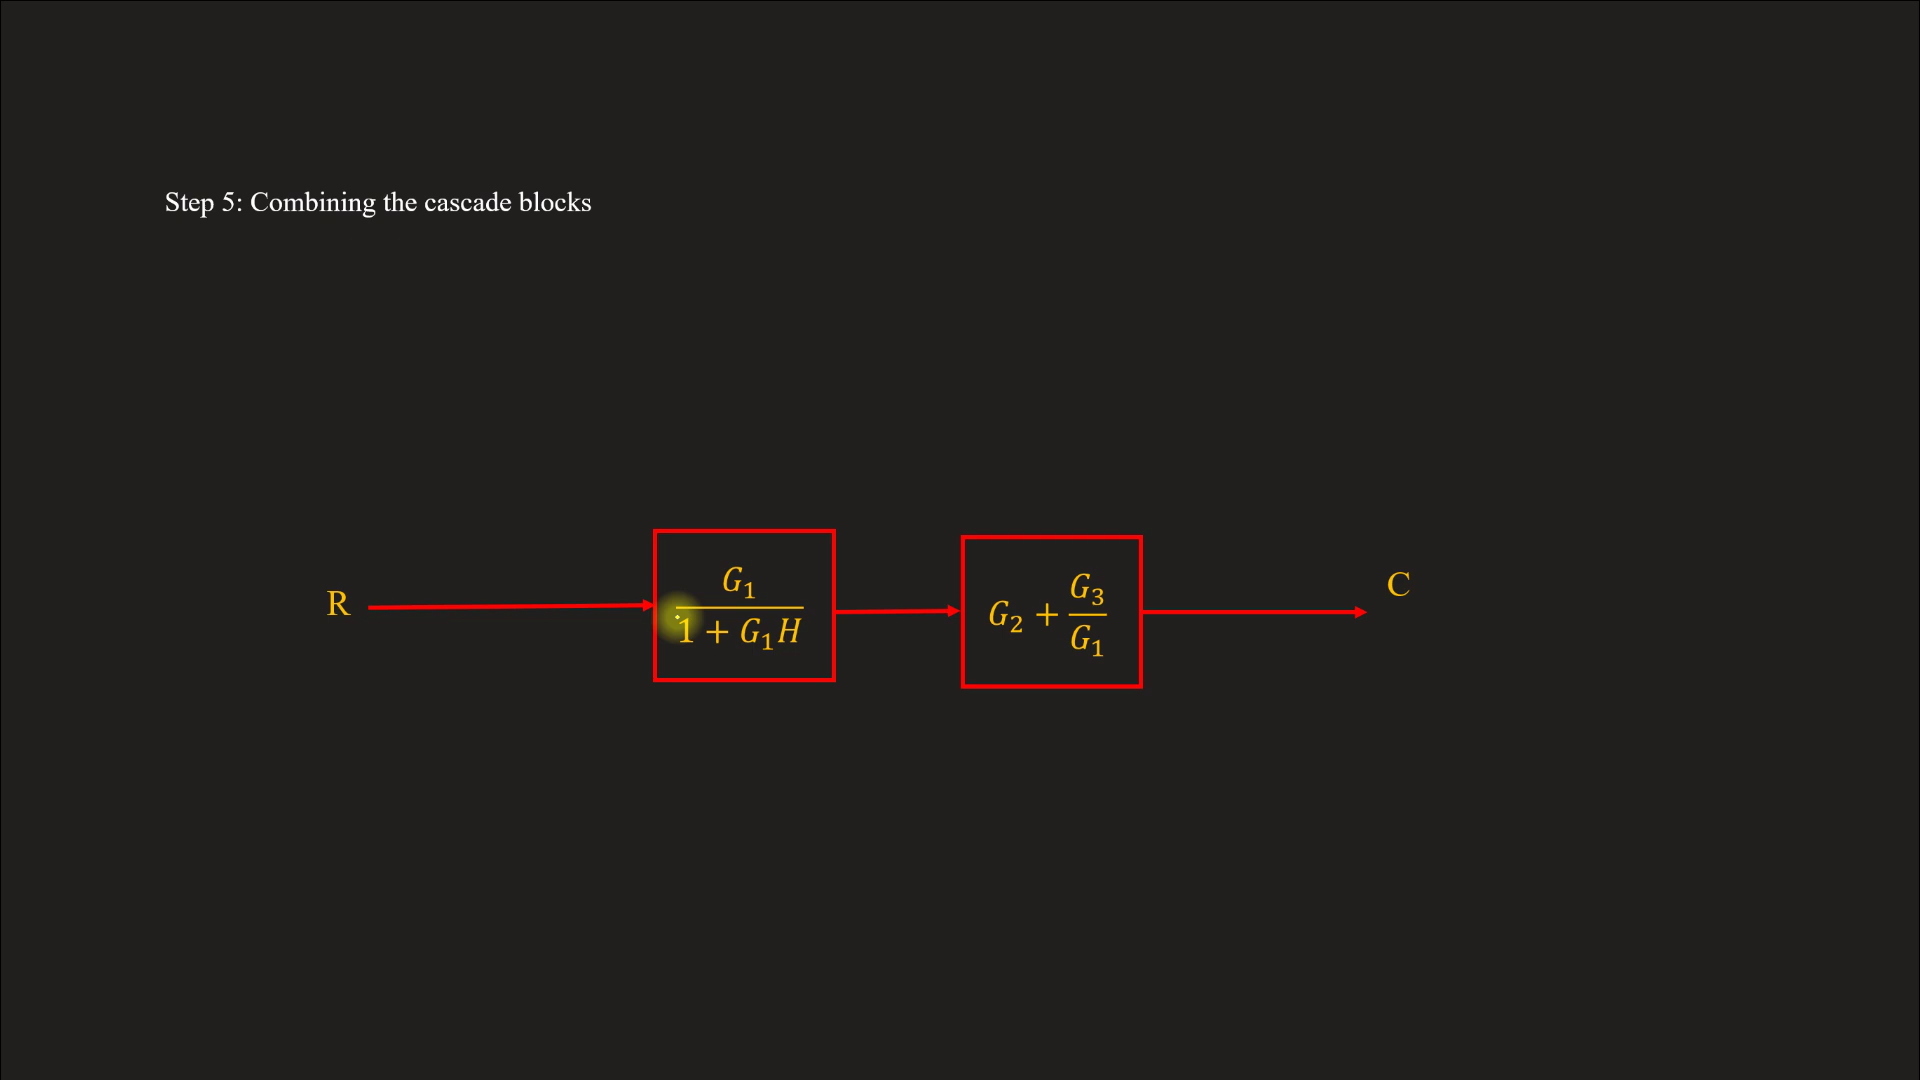 Step 5: Combining the cascade blocks
R
G₁
1 + G₁H
G₂ + G₃/G₁
C